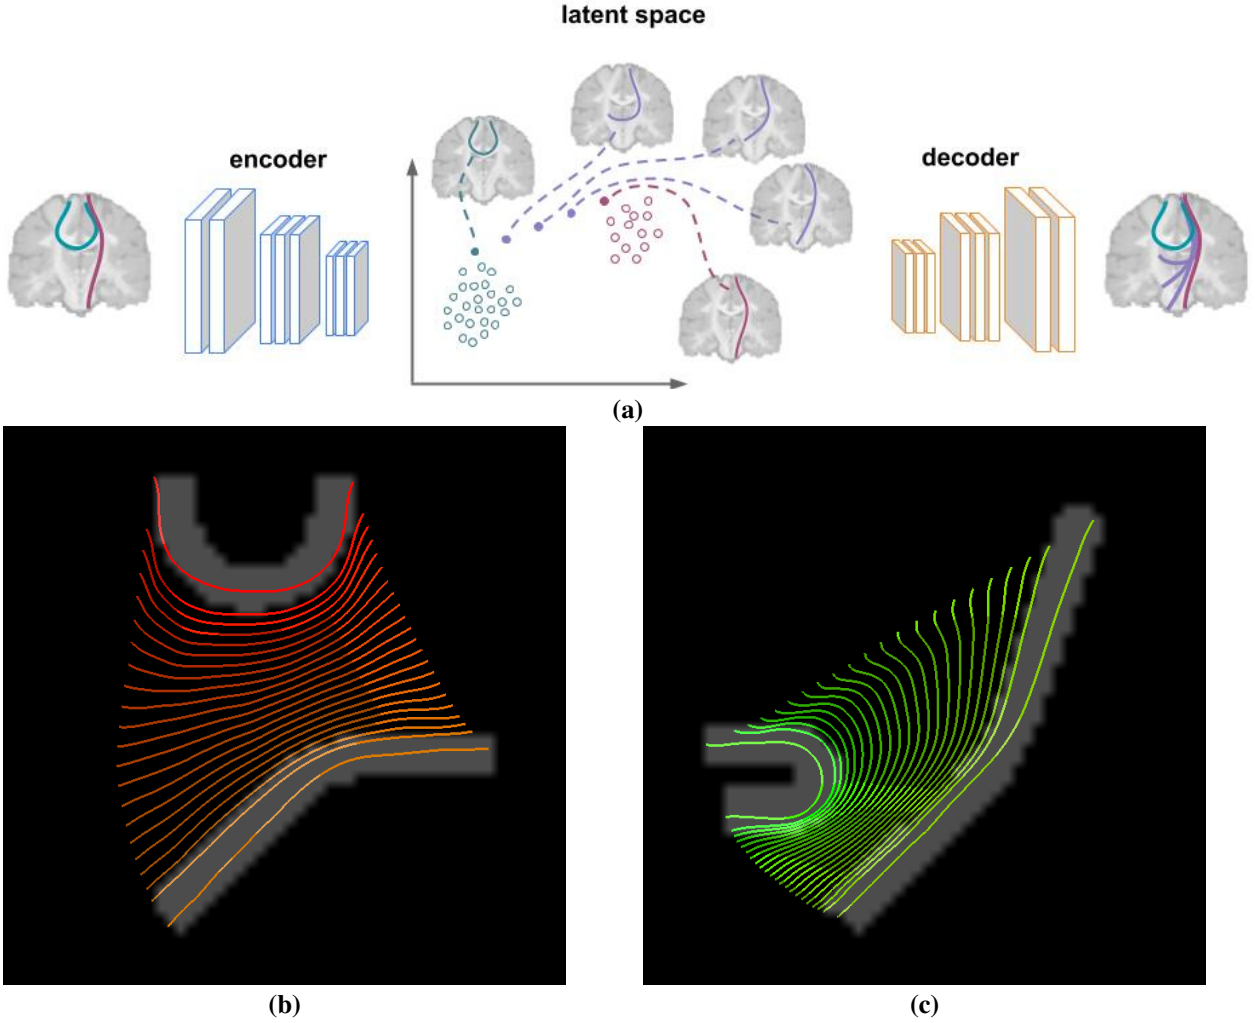 latent space
encoder
decoder
(a)
(b)
(c)